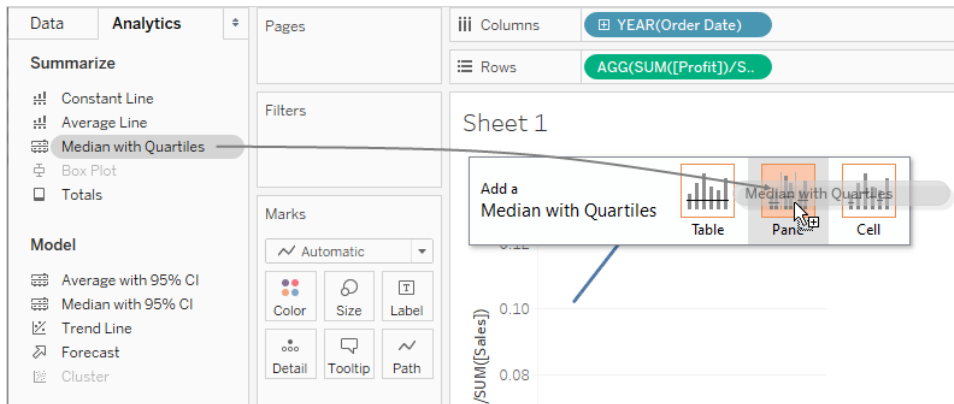 Data
Analytics
Summarize
Constant Line
Average Line
Median with Quartiles
Box Plot
Totals
Model
Average with 95% CI
Median with 95% CI
Trend Line
Forecast
Cluster
Pages
Filters
Marks
Automatic
Color
Size
Label
T
Detail
Tooltip
Path
Columns
YEAR(Order Date)
Rows
AGG(SUM([Profit])/S..
Sheet 1
Add a
Median with Quartiles
Median with Quartiles
Table
Pane
Cell
0.12
0.10
0.08
/SUM([Sales])